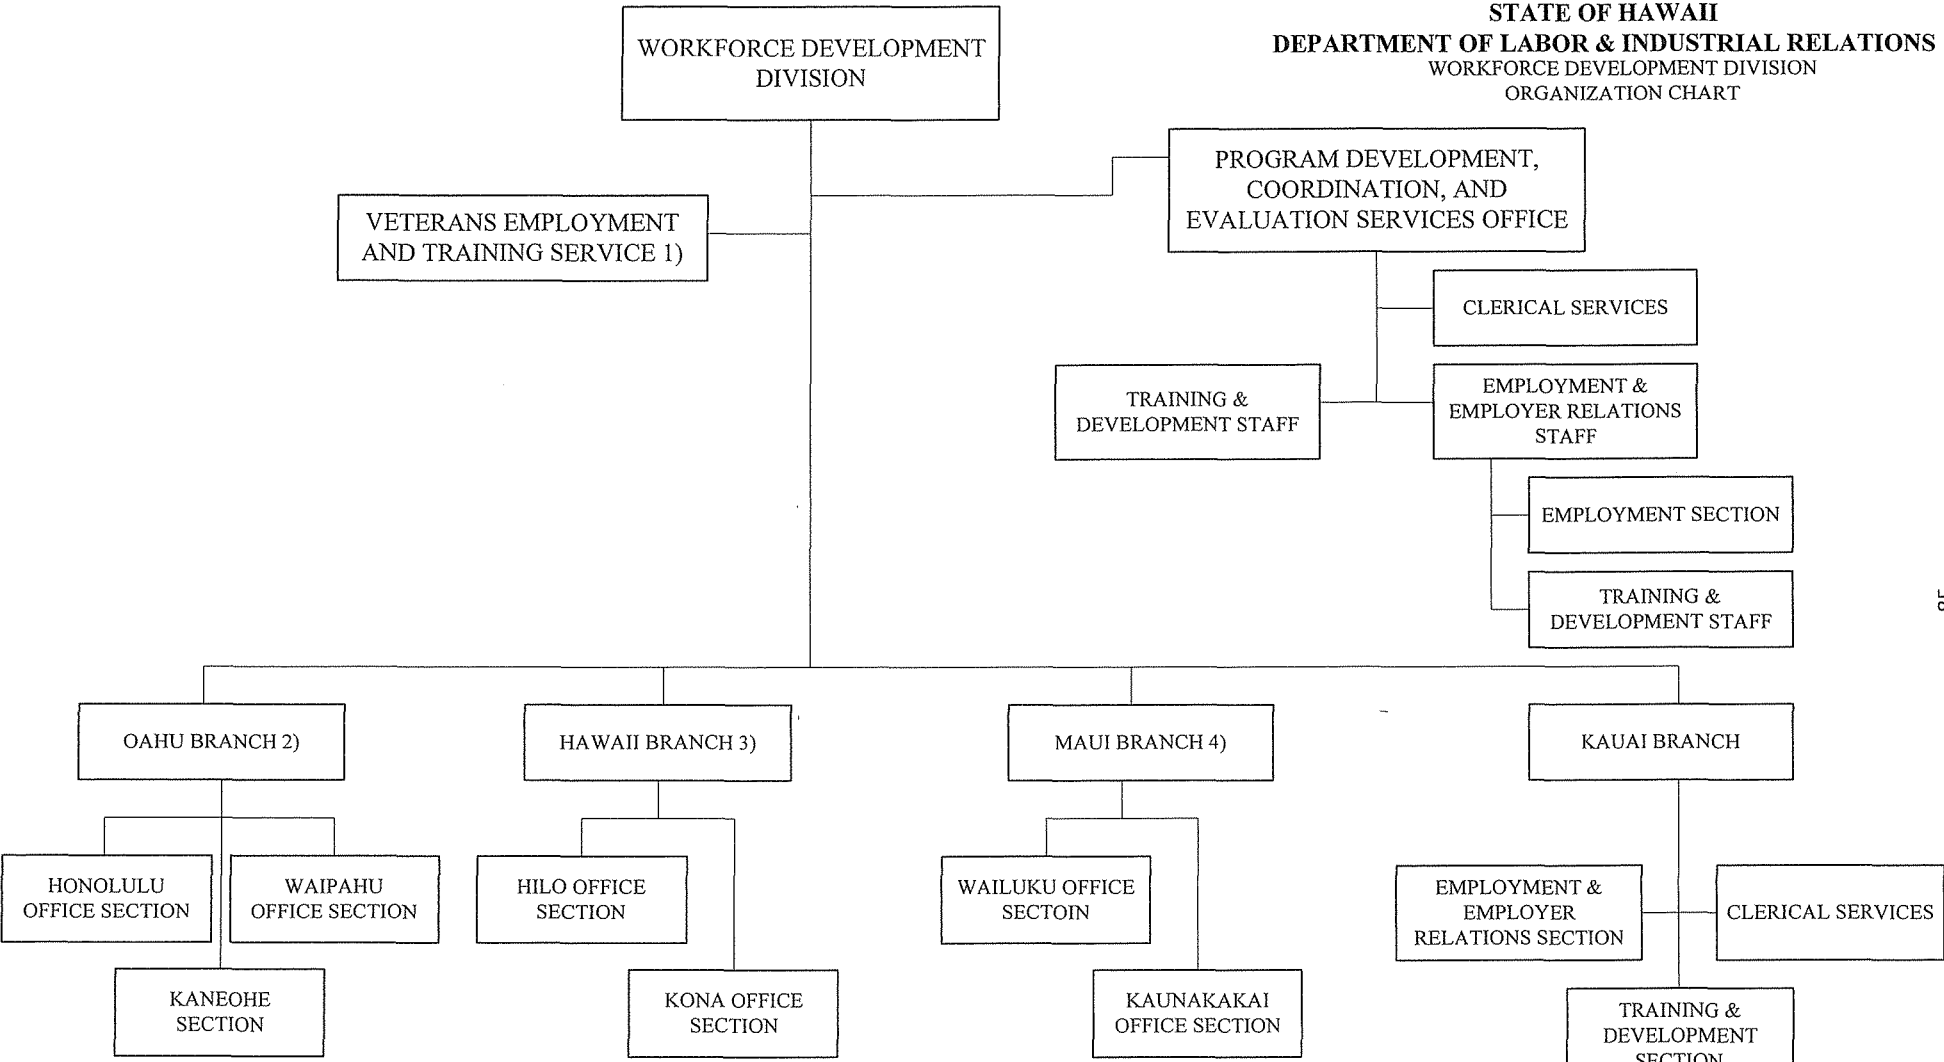 STATE OF HAWAII
DEPARTMENT OF LABOR & INDUSTRIAL RELATIONS
WORKFORCE DEVELOPMENT DIVISION
ORGANIZATION CHART
WORKFORCE DEVELOPMENT
DIVISION
PROGRAM DEVELOPMENT,
COORDINATION, AND
EVALUATION SERVICES OFFICE
VETERANS EMPLOYMENT
AND TRAINING SERVICE 1)
CLERICAL SERVICES
TRAINING &
DEVELOPMENT STAFF
EMPLOYMENT &
EMPLOYER RELATIONS
STAFF
EMPLOYMENT SECTION
TRAINING &
DEVELOPMENT STAFF
OAHU BRANCH 2)
HAWAII BRANCH 3)
MAUI BRANCH 4)
KAUAI BRANCH
HONOLULU
OFFICE SECTION
WAIPAHU
OFFICE SECTION
KANEOHE
SECTION
HILO OFFICE
SECTION
KONA OFFICE
SECTION
WAILUKU OFFICE
SECTOIN
KAUNAKAKAI
OFFICE SECTION
EMPLOYMENT &
EMPLOYER
RELATIONS SECTION
CLERICAL SERVICES
TRAINING &
DEVELOPMENT
SECTION